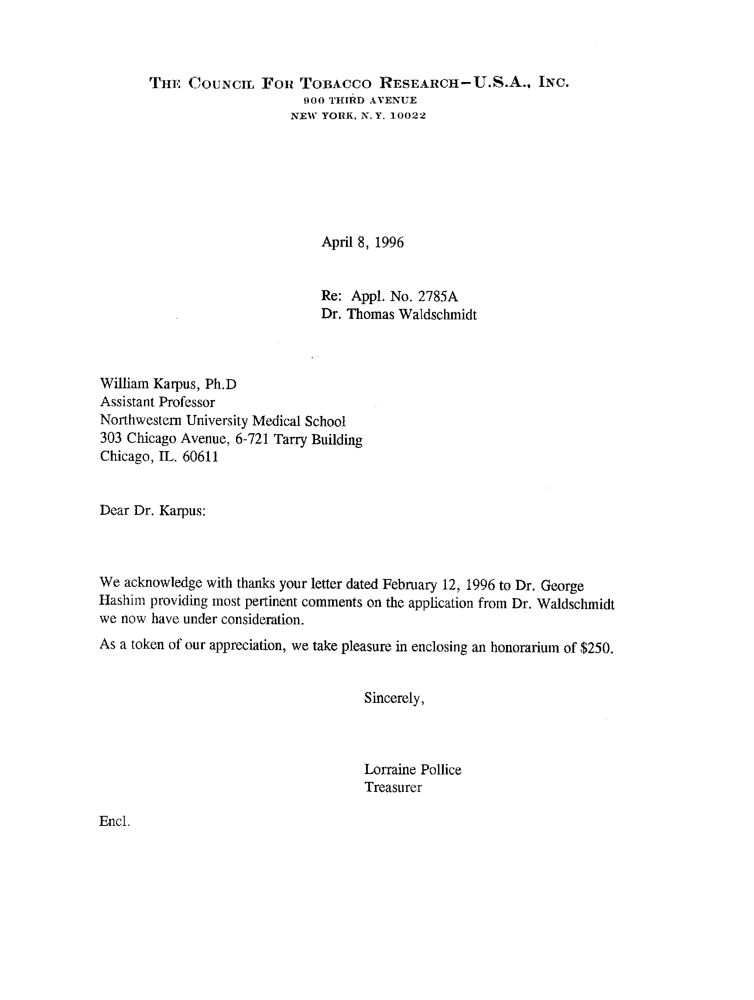 THE COUNCIL FOR TOBACCO RESEARCH–U.S.A., INC.
900 THIRD AVENUE
NEW YORK, N.Y. 10022
April 8, 1996
Re: Appl. No. 2785A
Dr. Thomas Waldschmidt
William Karpus, Ph.D
Assistant Professor
Northwestern University Medical School
303 Chicago Avenue, 6-721 Tarry Building
Chicago, IL. 60611
Dear Dr. Karpus:
We acknowledge with thanks your letter dated February 12, 1996 to Dr. George
Hashim providing most pertinent comments on the application from Dr. Waldschmidt
we now have under consideration.
As a token of our appreciation, we take pleasure in enclosing an honorarium of $250.
Sincerely,
Lorraine Pollice
Treasurer
Encl.